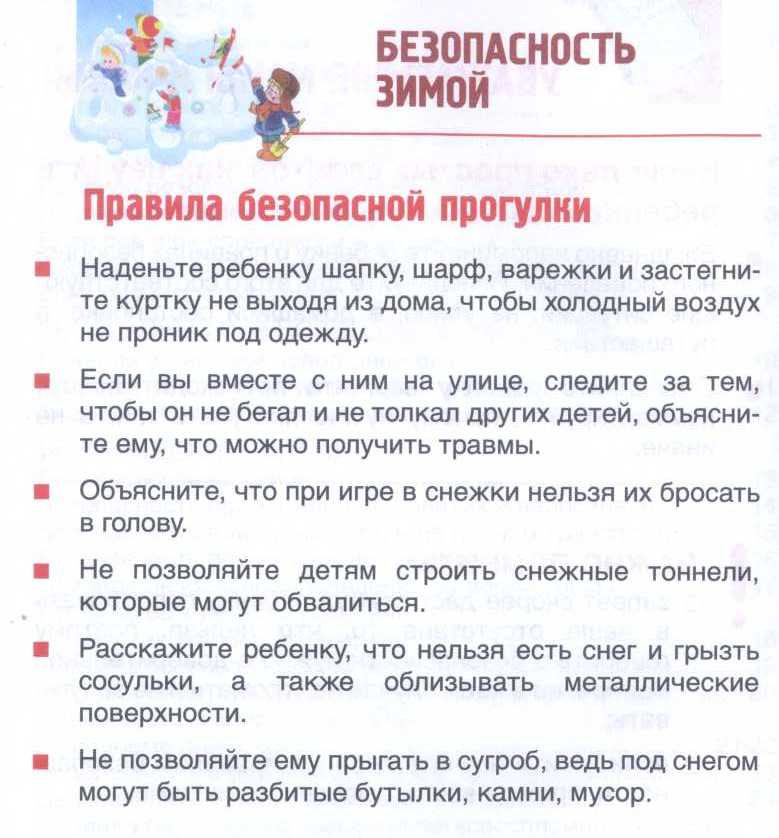 БЕЗОПАСНОСТЬ
ЗИМОЙ
Правила безопасной прогулки
Наденьте ребенку шапку, шарф, варежки и застегни-
те куртку не выходя из дома, чтобы холодный воздух
не проник под одежду.
Если вы вместе с ним на улице, следите за тем,
чтобы он не бегал и не толкал других детей, объясни-
те ему, что можно получить травмы.
Объясните, что при игре в снежки нельзя их бросать
в голову.
Не позволяйте детям строить снежные тоннели,
которые могут обвалиться.
Расскажите ребенку, что нельзя есть снег и грызть
сосульки, а также облизывать металлические
поверхности.
Не позволяйте ему прыгать в сугроб, ведь под снегом
могут быть разбитые бутылки, камни, мусор.